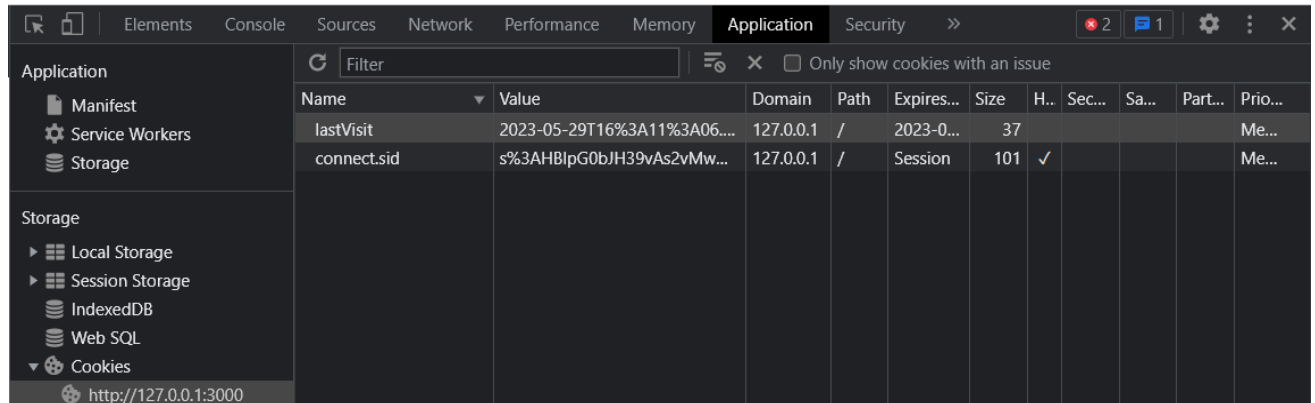 Elements Console Sources Network Performance Memory Application Security » 2 1
Application
Manifest
Service Workers
Storage
Storage
Local Storage
Session Storage
IndexedDB
Web SQL
Cookies
http://127.0.0.1:3000
Filter Only show cookies with an issue
Name Value Domain Path Expires... Size H... Sec... Sa... Part... Prio...
lastVisit 2023-05-29T16%3A11%3A06.... 127.0.0.1 / 2023-0... 37 Me...
connect.sid s%3AHBlpG0bJH39vAs2vMw... 127.0.0.1 / Session 101 ✓ Me...